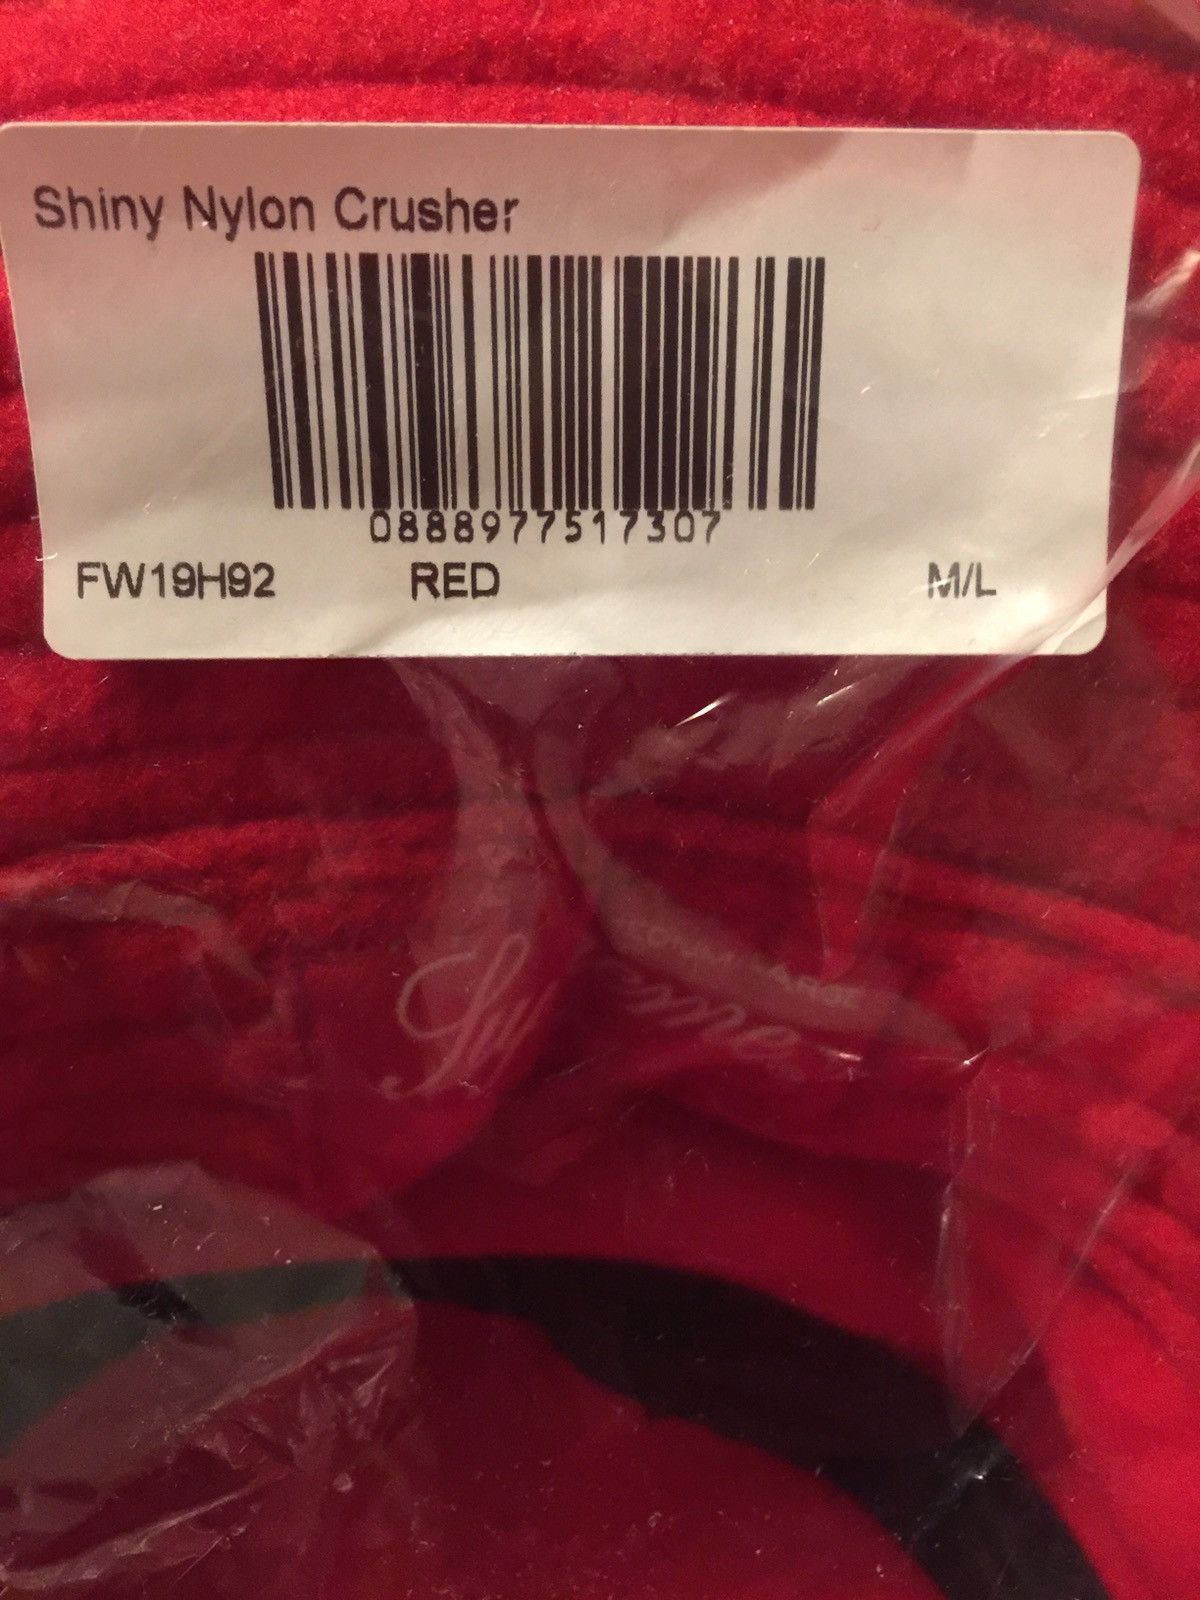 Shiny Nylon Crusher
0888977517307
FW19H92 RED M/L